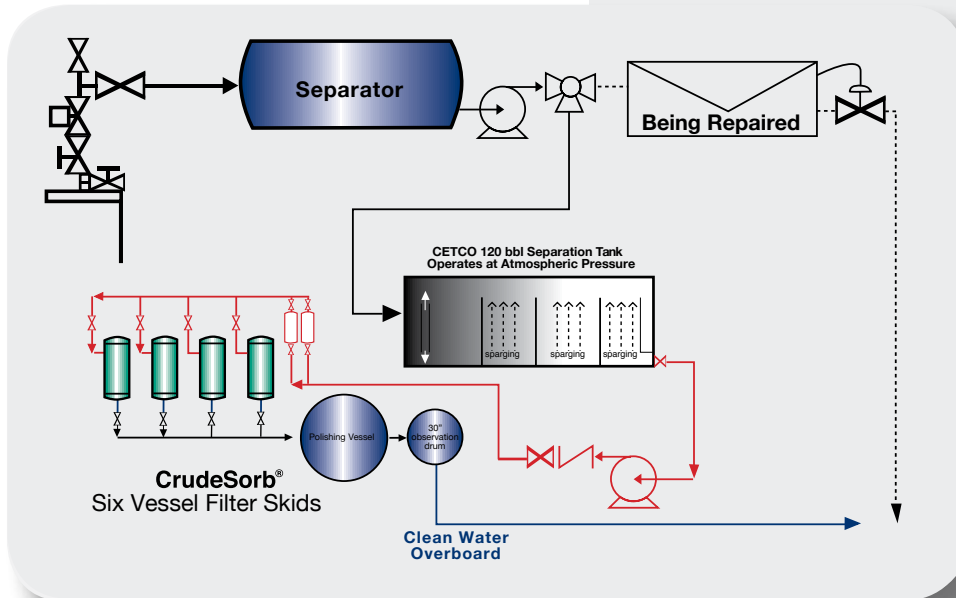 Separator
Being Repaired
CETCO 120 bbl Separation Tank
Operates at Atmospheric Pressure
sparging
sparging
sparging
Polishing Vessel
30"
observation
drum
CrudeSorb®
Six Vessel Filter Skids
Clean Water
Overboard